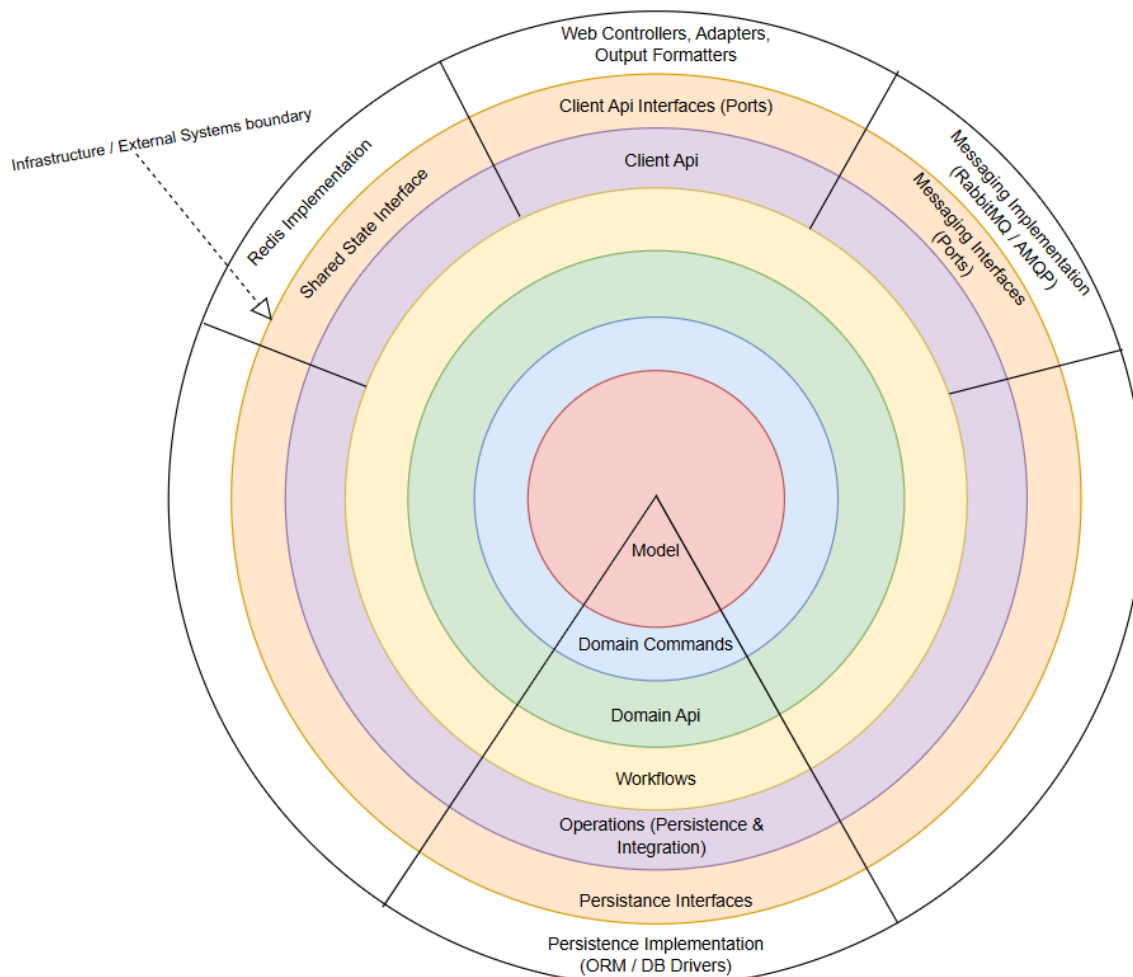 Web Controllers, Adapters,
Output Formatters
Client Api Interfaces (Ports)
Client Api
Infrastructure / External Systems boundary
Redis Implementation
Shared State Interface
Messaging Implementation
(RabbitMQ / AMQP)
Messaging Interfaces
(Ports)
Model
Domain Commands
Domain Api
Workflows
Operations (Persistence &
Integration)
Persistance Interfaces
Persistence Implementation
(ORM / DB Drivers)